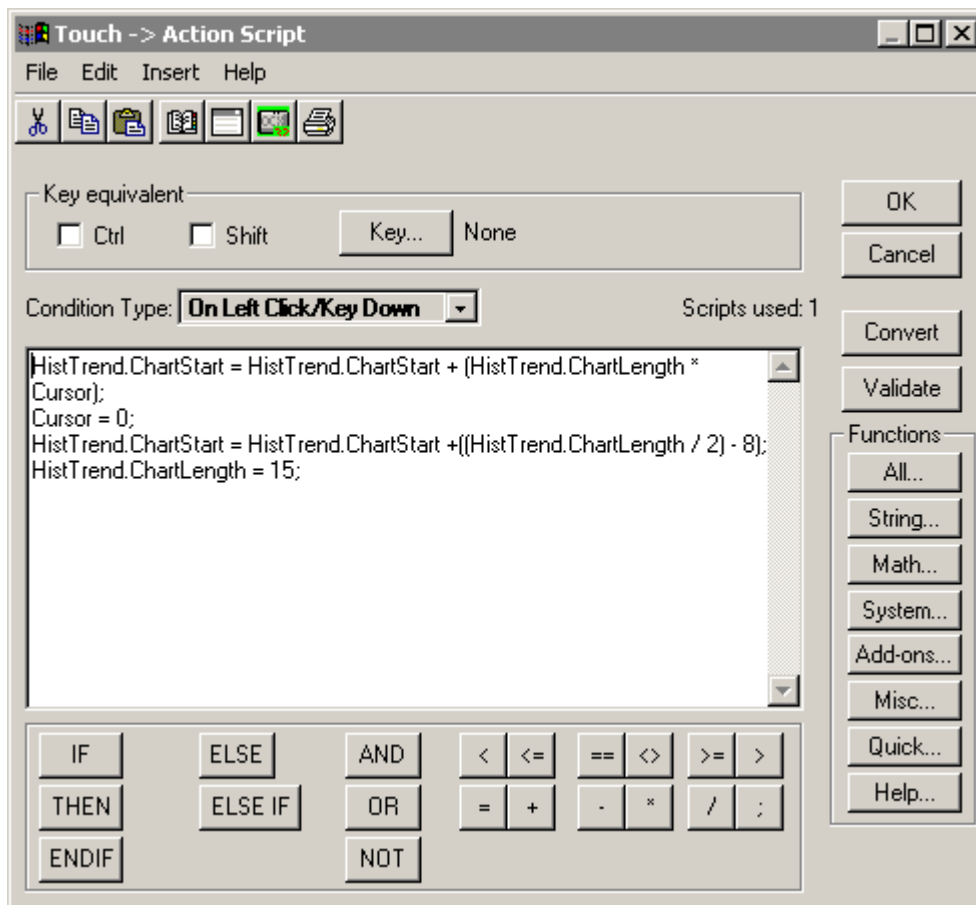 Touch -> Action Script
File Edit Insert Help
Key equivalent
Ctrl Shift Key... None
OK
Cancel
Condition Type: On Left Click/Key Down Scripts used: 1
Convert
Validate
HistTrend.ChartStart = HistTrend.ChartStart + (HistTrend.ChartLength *
Cursor);
Cursor = 0;
HistTrend.ChartStart = HistTrend.ChartStart +((HistTrend.ChartLength / 2) - 8);
HistTrend.ChartLength = 15;
Functions
All...
String...
Math...
System...
Add-ons...
Misc...
Quick...
Help...
IF ELSE AND < <= == <> >= >
THEN ELSE IF OR = + - * / ;
ENDIF NOT